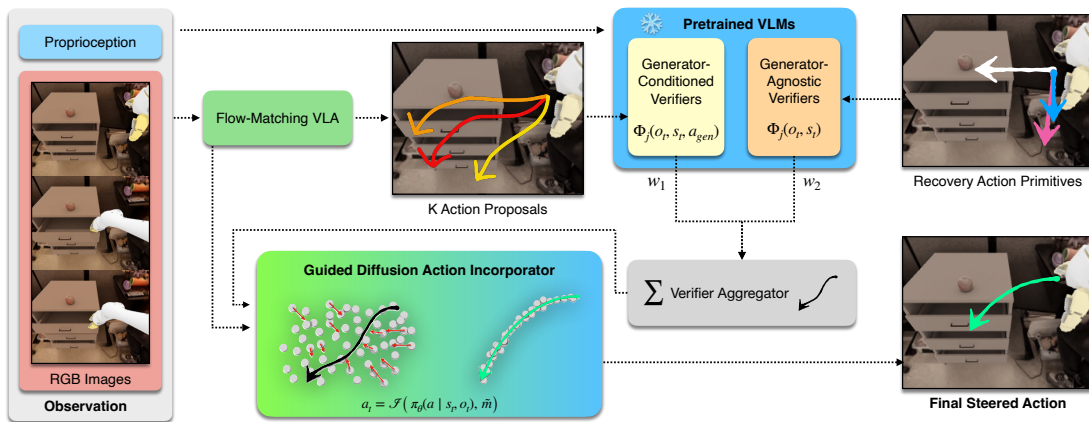 Proprioception
RGB Images
Observation
Flow-Matching VLA
K Action Proposals
Pretrained VLMs
Generator-
Conditioned
Verifiers
Φj(ot, st, agen)
Generator-
Agnostic
Verifiers
Φj(ot, st)
w1
w2
Recovery Action Primitives
Guided Diffusion Action Incorporator
at = 𝒥(πθ(a | st, ot), m̃)
∑ Verifier Aggregator
Final Steered Action